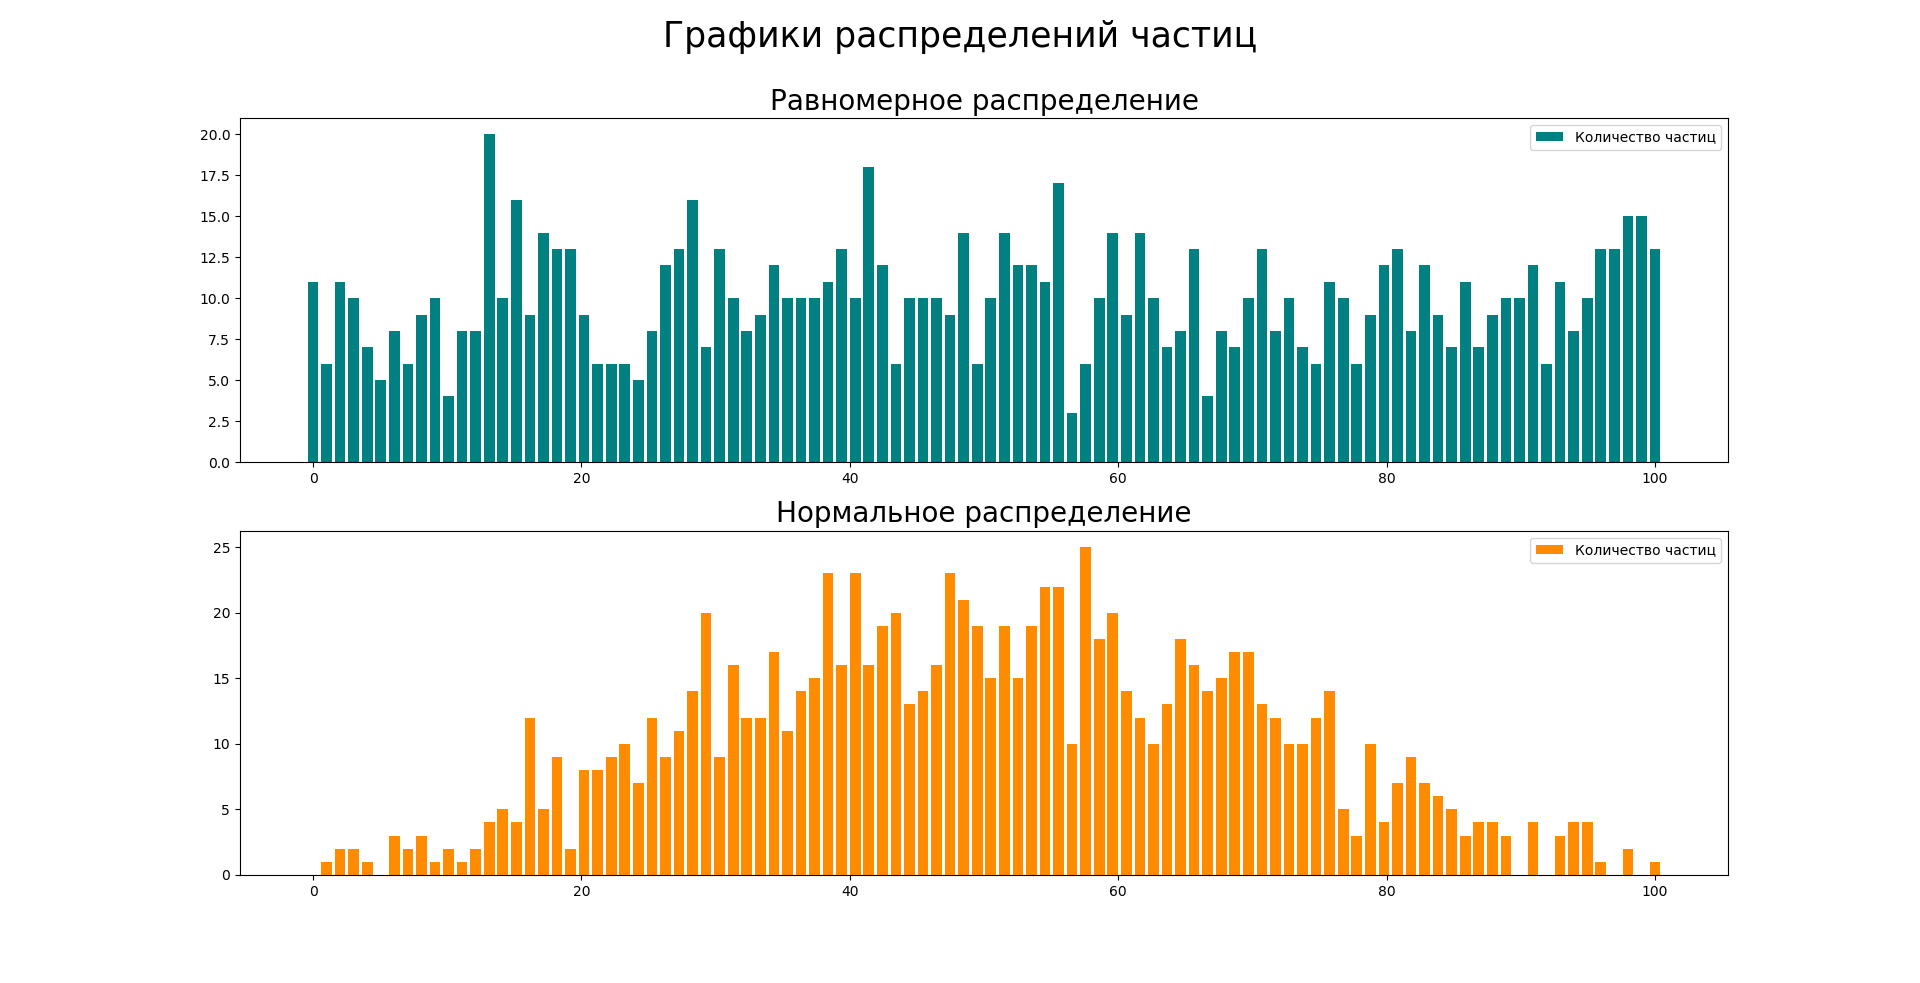 Графики распределений частиц
Равномерное распределение
Количество частиц
20.0
17.5
15.0
12.5
10.0
7.5
5.0
2.5
0.0
0 20 40 60 80 100
Нормальное распределение
Количество частиц
25
20
15
10
5
0
0 20 40 60 80 100